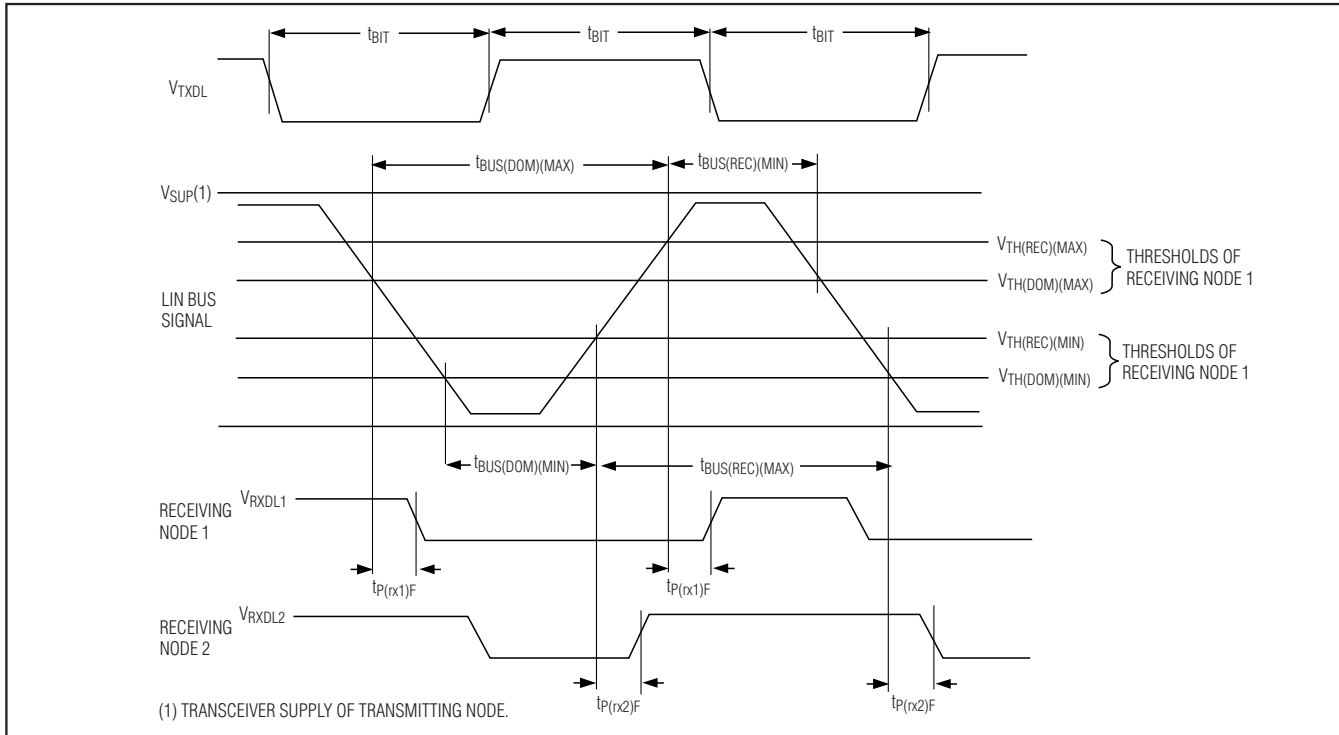 tBIT tBIT tBIT
VTXDL
tBUS(DOM)(MAX) tBUS(REC)(MIN)
VSUP(1)
VTH(REC)(MAX)
VTH(DOM)(MAX)
THRESHOLDS OF
RECEIVING NODE 1
LIN BUS
SIGNAL
VTH(REC)(MIN)
VTH(DOM)(MIN)
THRESHOLDS OF
RECEIVING NODE 1
tBUS(DOM)(MIN) tBUS(REC)(MAX)
VRXDL1
RECEIVING
NODE 1
tP(rx1)F tP(rx1)F
VRXDL2
RECEIVING
NODE 2
tP(rx2)F tP(rx2)F
(1) TRANSCEIVER SUPPLY OF TRANSMITTING NODE.